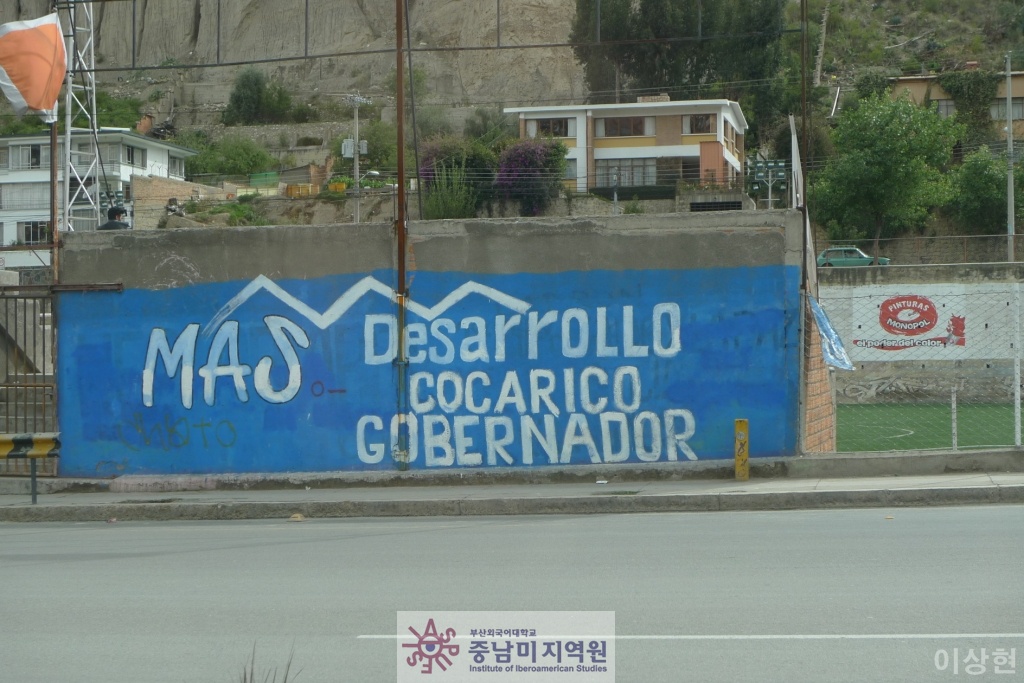 MAS Desarrollo
COCARICO
GOBERNADOR
PINTURAS
MONOPOL
el poder del color
부산외국어대학교
중남미지역원
Institute of Iberoamerican Studies
이상현